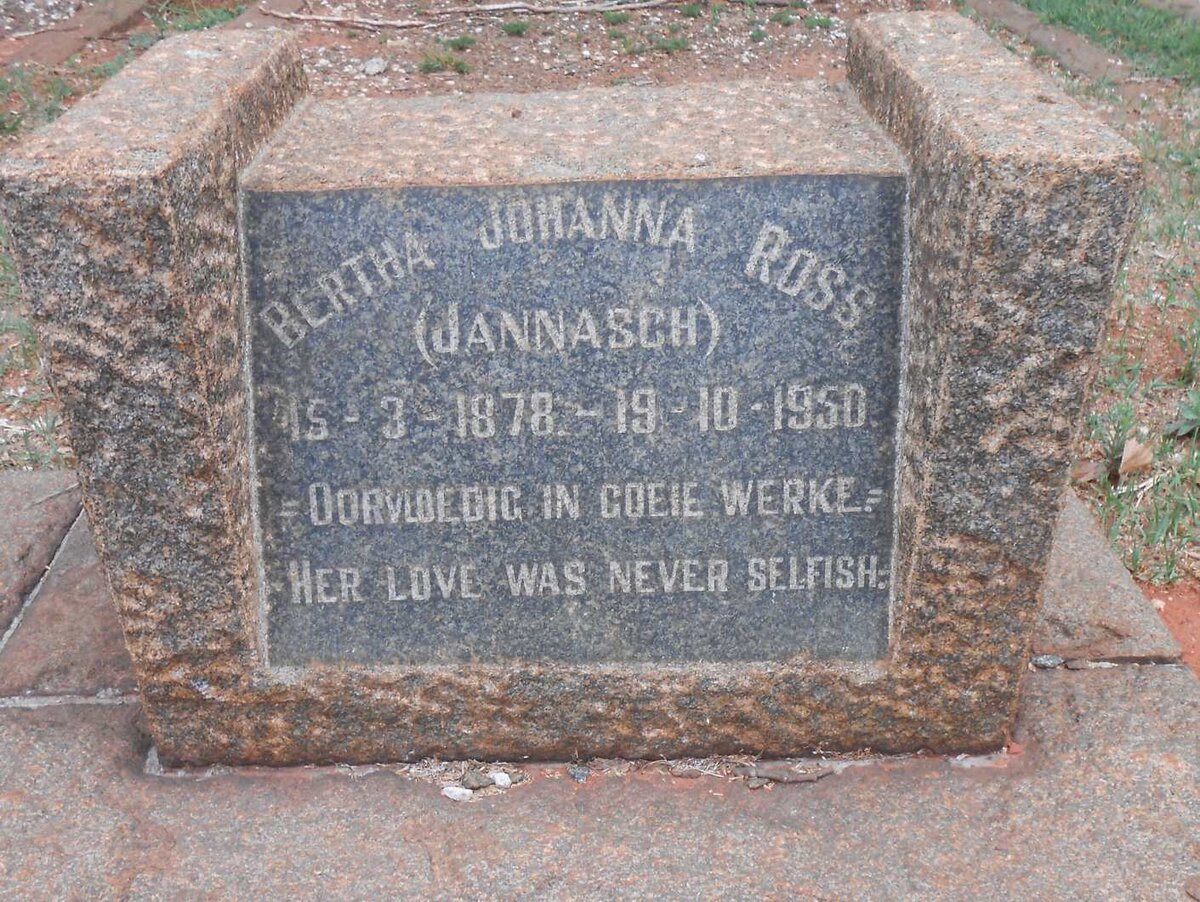 BERTHA JOHANNA ROSS
(JANNASCH)
15 - 3 - 1878 - 19 - 10 - 1950
=OORVLOEDIG IN GOEIE WERKE.=
HER LOVE WAS NEVER SELFISH.